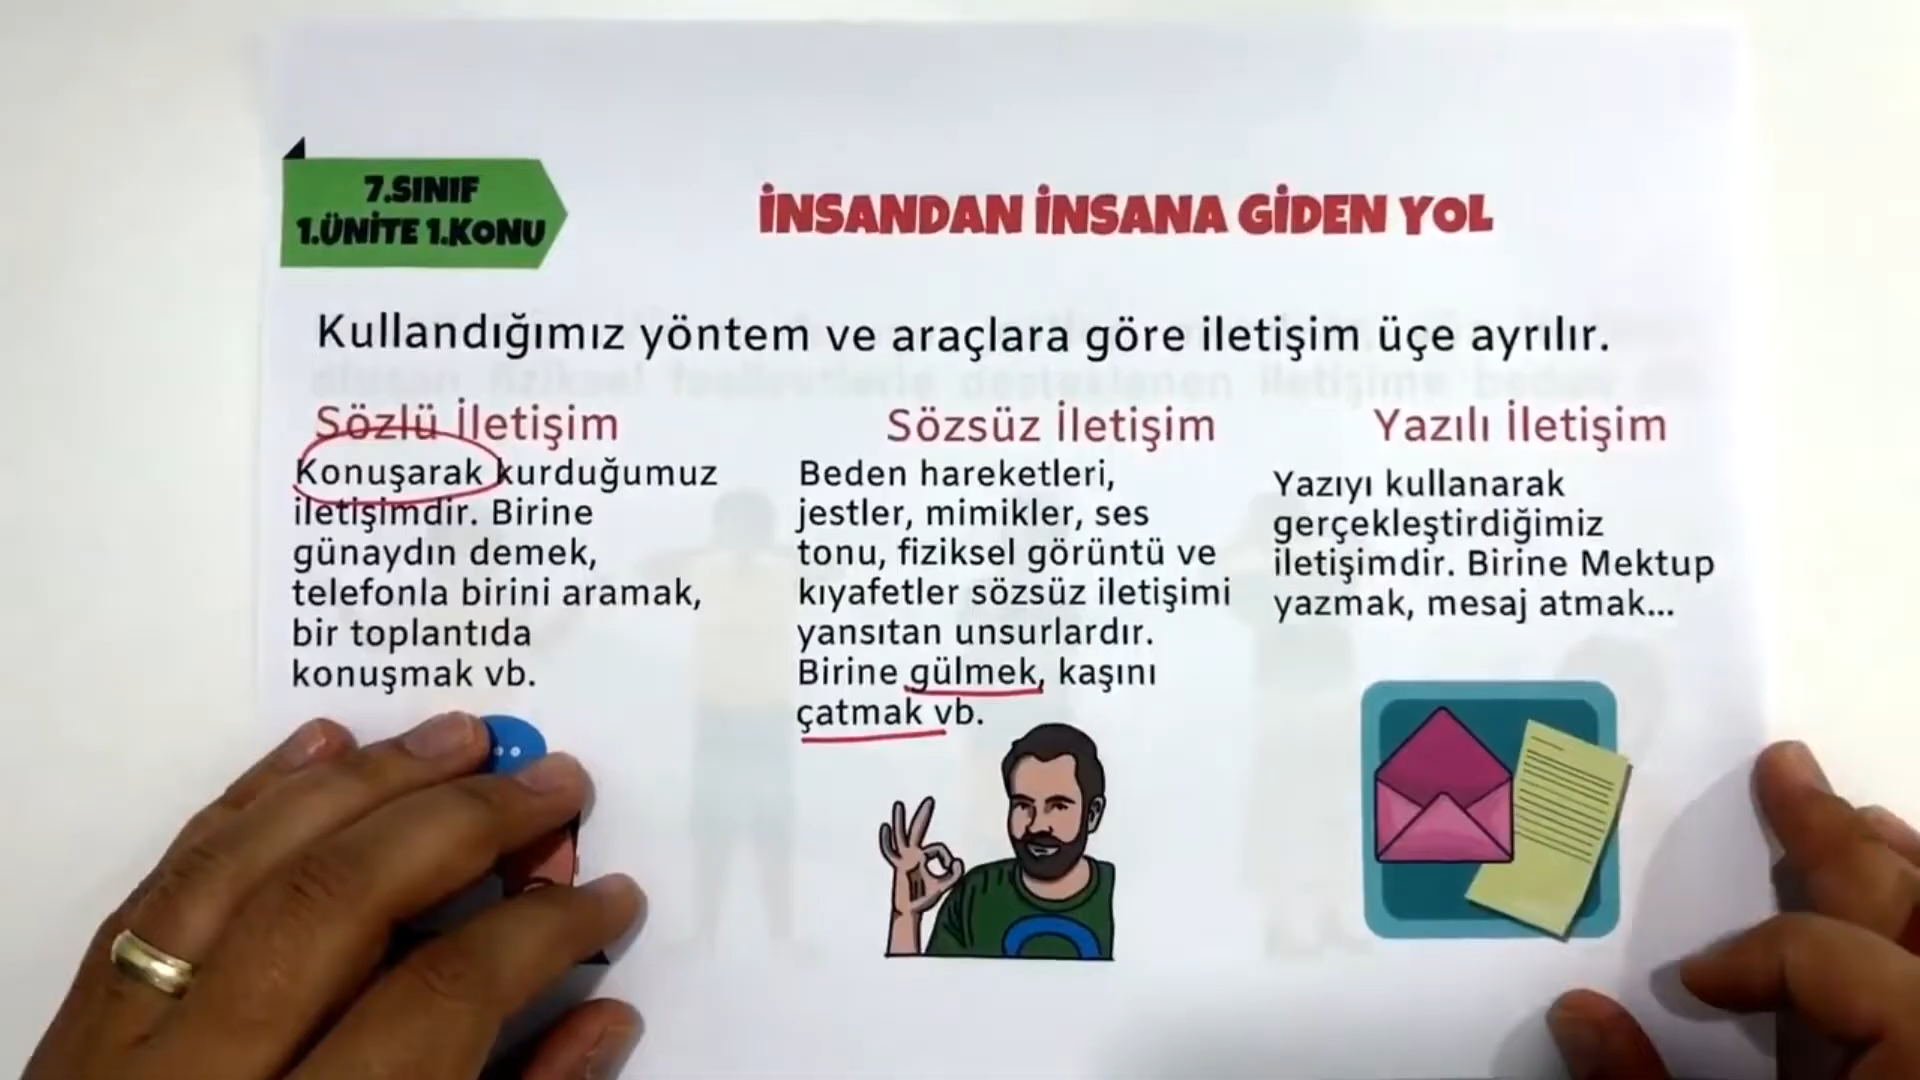 7.SINIF
1.ÜNİTE 1.KONU
İNSANDAN İNSANA GİDEN YOL
Kullandığımız yöntem ve araçlara göre iletişim üçe ayrılır.
Sözlü İletişim
Konuşarak kurduğumuz
iletişimdir. Birine
günaydın demek,
telefonla birini aramak,
bir toplantıda
konuşmak vb.
Sözsüz İletişim
Beden hareketleri,
jestler, mimikler, ses
tonu, fiziksel görüntü ve
kıyafetler sözsüz iletişimi
yansıtan unsurlardır.
Birine gülmek, kaşını
çatmak vb.
Yazılı İletişim
Yazıyı kullanarak
gerçekleştirdiğimiz
iletişimdir. Birine Mektup
yazmak, mesaj atmak...